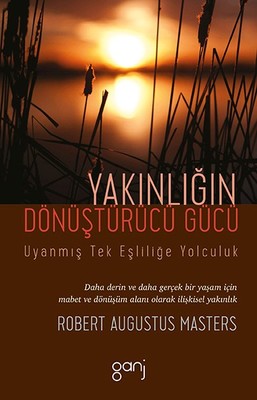 YAKINLIĞIN
DÖNÜŞTÜRÜCÜ GÜCÜ
Uyanmış Tek Eşliliğe Yolculuk
Daha derin ve daha gerçek bir yaşam için
mabet ve dönüşüm alanı olarak ilişkisel yakınlık
ROBERT AUGUSTUS MASTERS
ganj